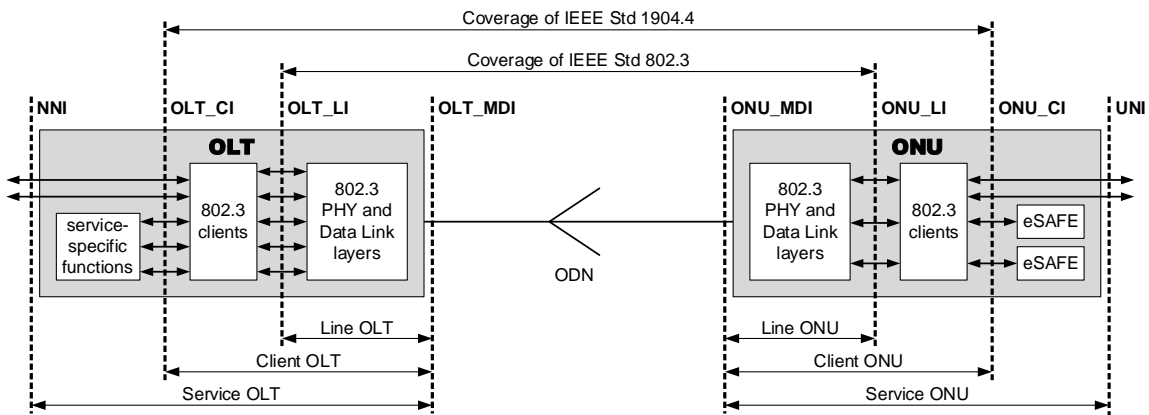 Coverage of IEEE Std 1904.4
Coverage of IEEE Std 802.3
NNI
OLT_CI
OLT_LI
OLT_MDI
ONU_MDI
ONU_LI
ONU_CI
UNI
OLT
ONU
service-
specific
functions
802.3
clients
802.3
PHY and
Data Link
layers
ODN
802.3
PHY and
Data Link
layers
802.3
clients
eSAFE
eSAFE
Line OLT
Line ONU
Client OLT
Client ONU
Service OLT
Service ONU